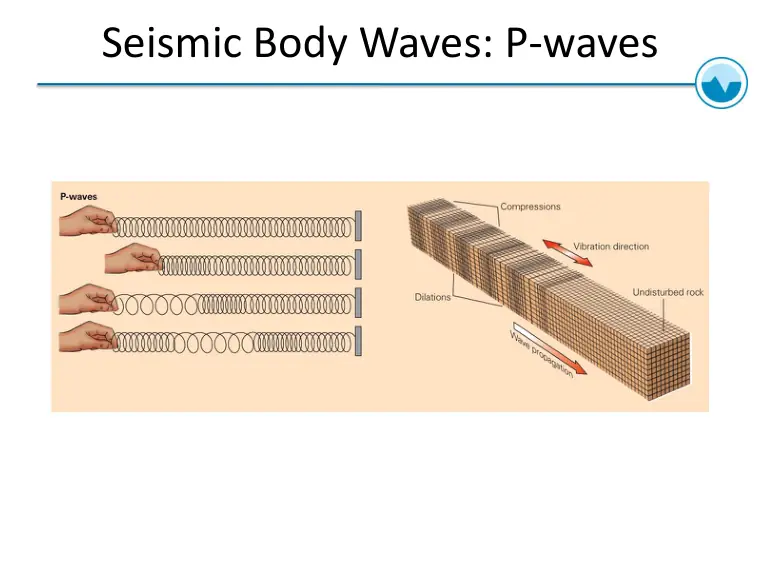 Seismic Body Waves: P-waves
P-waves
Compressions
Vibration direction
Dilations
Undisturbed rock
Wave propagation